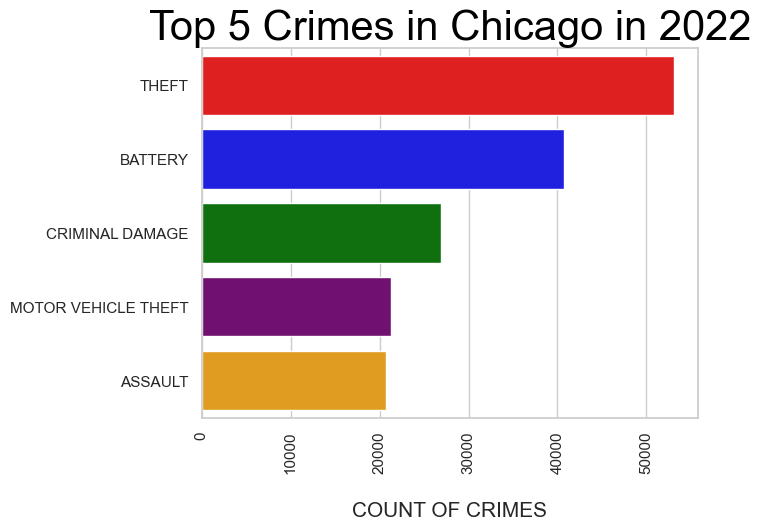 Top 5 Crimes in Chicago in 2022
THEFT
BATTERY
CRIMINAL DAMAGE
MOTOR VEHICLE THEFT
ASSAULT
0
10000
20000
30000
40000
50000
COUNT OF CRIMES